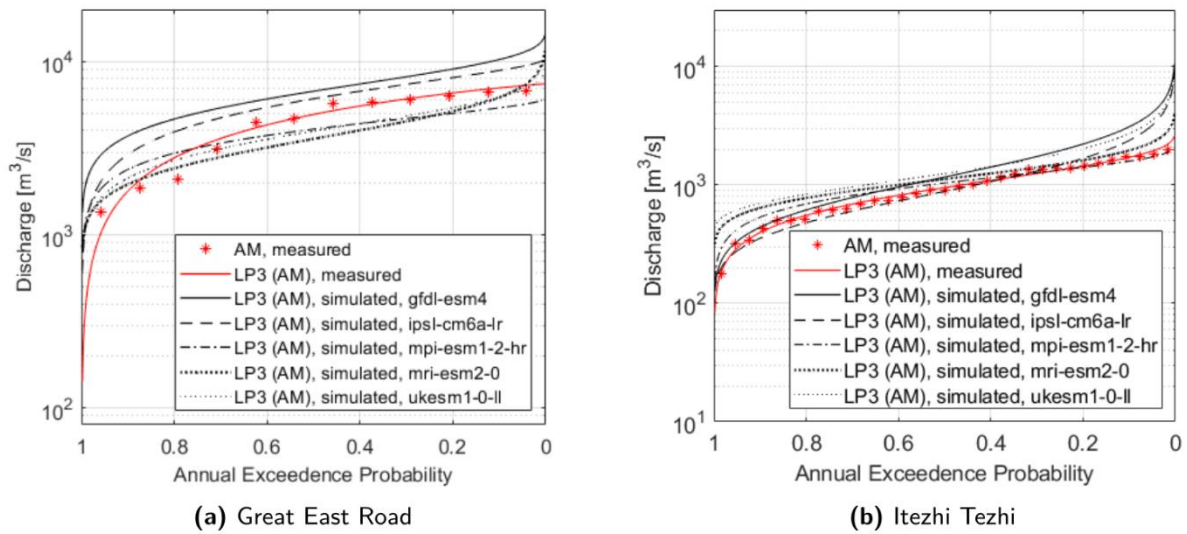 10^4
10^3
10^2
Discharge [m^3/s]
AM, measured
LP3 (AM), measured
LP3 (AM), simulated, gfdl-esm4
LP3 (AM), simulated, ipsl-cm6a-lr
LP3 (AM), simulated, mpi-esm1-2-hr
LP3 (AM), simulated, mri-esm2-0
LP3 (AM), simulated, ukesm1-0-ll
1 0.8 0.6 0.4 0.2 0
Annual Exceedence Probability
(a) Great East Road
10^4
10^3
10^2
10^1
Discharge [m^3/s]
AM, measured
LP3 (AM), measured
LP3 (AM), simulated, gfdl-esm4
LP3 (AM), simulated, ipsl-cm6a-lr
LP3 (AM), simulated, mpi-esm1-2-hr
LP3 (AM), simulated, mri-esm2-0
LP3 (AM), simulated, ukesm1-0-ll
1 0.8 0.6 0.4 0.2 0
Annual Exceedence Probability
(b) Itezhi Tezhi